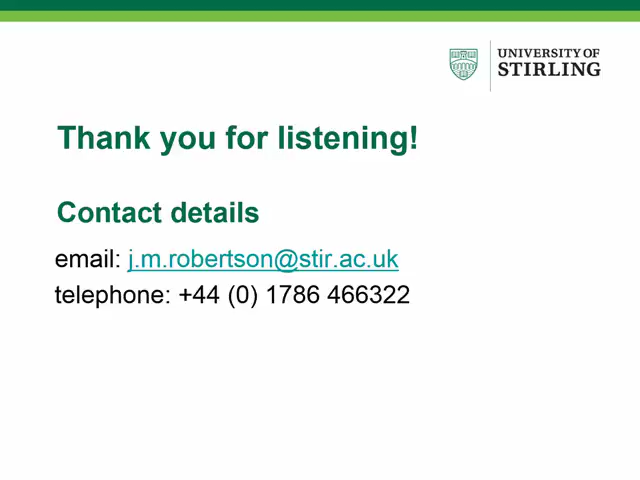 UNIVERSITY OF
STIRLING
Thank you for listening!
Contact details
email: j.m.robertson@stir.ac.uk
telephone: +44 (0) 1786 466322